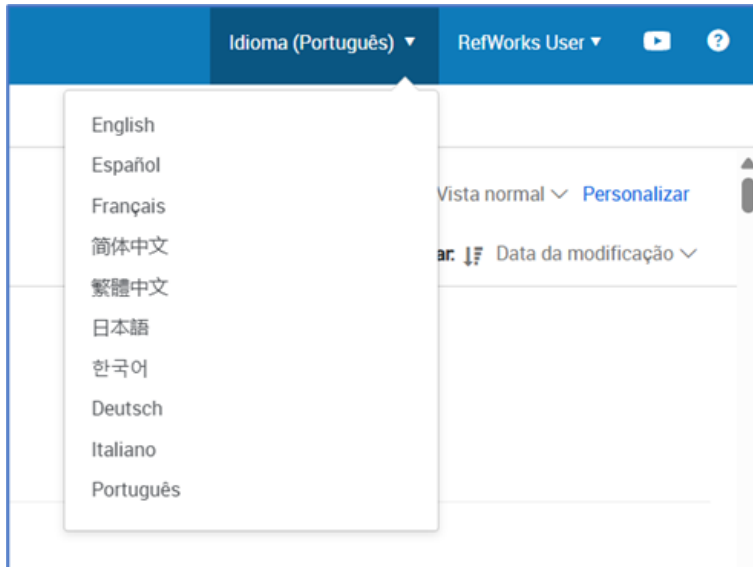 Idioma (Português) ▼ RefWorks User ▼
English
Español
Français
Vista normal Personalizar
简体中文
ar: Data da modificação
繁體中文
日本語
한국어
Deutsch
Italiano
Português